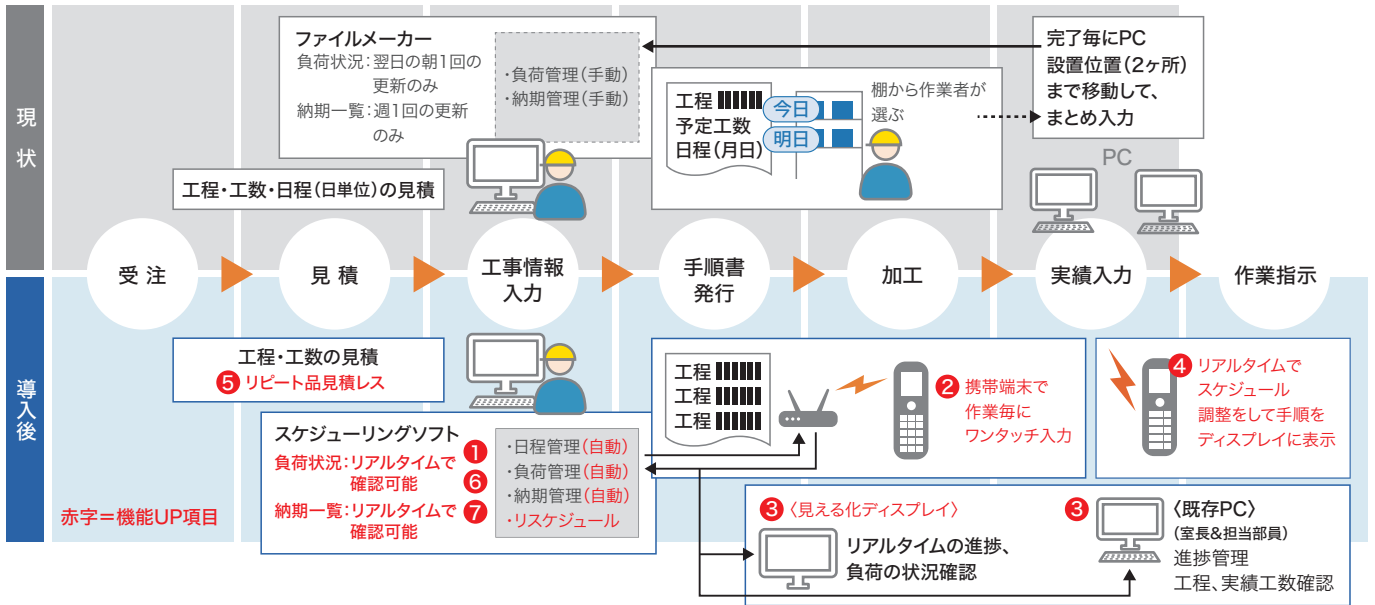 現状
ファイルメーカー
負荷状況:翌日の朝1回の
更新のみ
納期一覧:週1回の更新
のみ
・負荷管理(手動)
・納期管理(手動)
工程・工数・日程(日単位)の見積
工程
予定工数
日程(月日)
今日
明日
棚から作業者が
選ぶ
完了毎にPC
設置位置(2ヶ所)
まで移動して、
まとめ入力
PC
受注
見積
工事情報
入力
手順書
発行
加工
実績入力
作業指示
導入後
工程・工数の見積
5 リピート品見積レス
スケジューリングソフト
負荷状況:リアルタイムで
確認可能
納期一覧:リアルタイムで
確認可能
1
6
7
・日程管理(自動)
・負荷管理(自動)
・納期管理(自動)
・リスケジュール
赤字=機能UP項目
工程
工程
工程
2 携帯端末で
作業毎に
ワンタッチ入力
4 リアルタイムで
スケジュール
調整をして手順を
ディスプレイに表示
3 〈見える化ディスプレイ〉
リアルタイムの進捗、
負荷の状況確認
3 〈既存PC〉
(室長&担当部員)
進捗管理
工程、実績工数確認